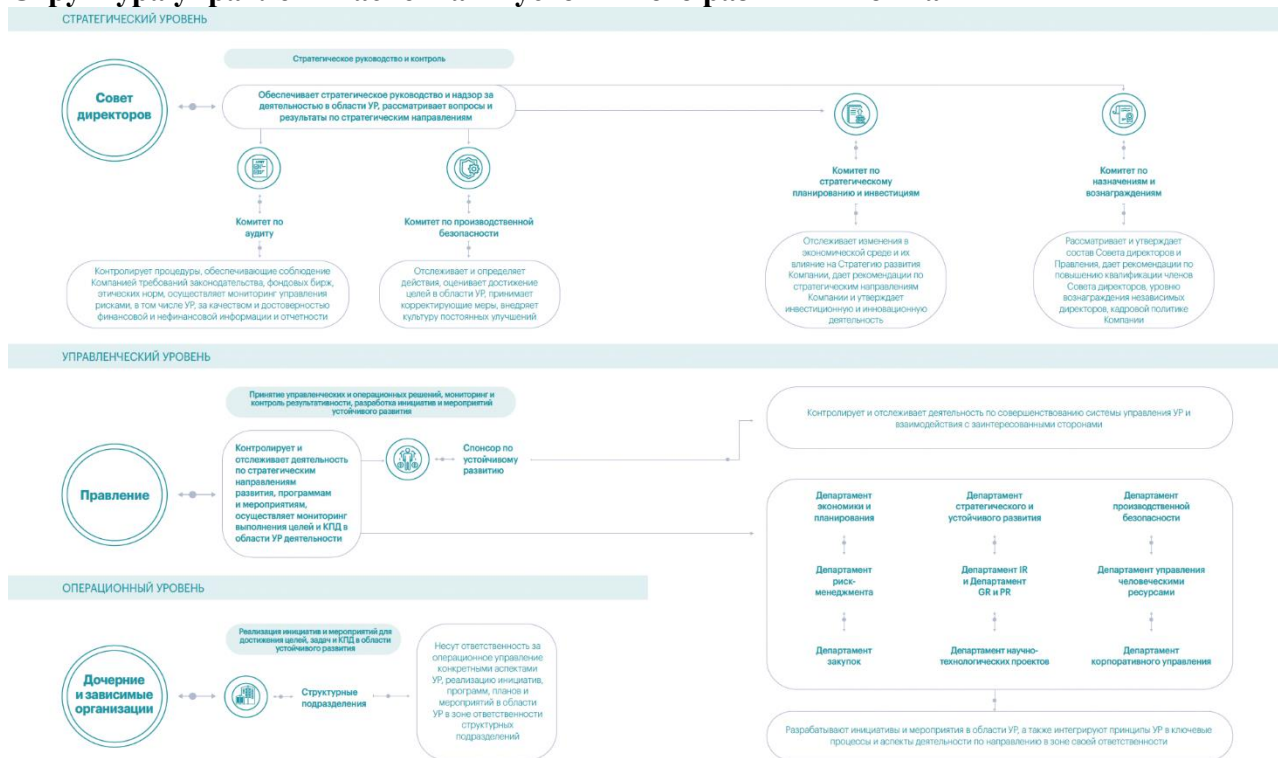 СТРАТЕГИЧЕСКИЙ УРОВЕНЬ
Стратегическое руководство и контроль
Совет
директоров
Обеспечивает стратегическое руководство и надзор за
деятельностью в области УР, рассматривает вопросы и
результаты по стратегическим направлениям
Комитет по
аудиту
Контролирует процедуры, обеспечивающие соблюдение
Компанией требований законодательства, фондовых бирж,
этических норм, осуществляет мониторинг управления
рисками, в том числе УР, за качеством и достоверностью
финансовой и нефинансовой информации и отчетности
Комитет по производственной
безопасности
Отслеживает и определяет
действия, оценивает достижение
целей в области УР, принимает
корректирующие меры, внедряет
культуру постоянных улучшений
Комитет по
стратегическому
планированию и инвестициям
Отслеживает изменения в
экономической среде и их
влияние на Стратегию развития
Компании, дает рекомендации по
стратегическим направлениям
Компании и утверждает
инвестиционную и инновационную
деятельность
Комитет по
назначениям и
вознаграждениям
Рассматривает и утверждает
состав Совета директоров и
Правления, дает рекомендации по
повышению квалификации членов
Совета директоров, уровню
вознаграждения независимых
директоров, кадровой политике
Компании
УПРАВЛЕНЧЕСКИЙ УРОВЕНЬ
Принятие управленческих и операционных решений, мониторинг и
контроль результативности, разработка инициатив и мероприятий
устойчивого развития
Правление
Контролирует и
отслеживает деятельность
по стратегическим
направлениям
развития, программам
и мероприятиям,
осуществляет мониторинг
выполнения целей и КПД в
области УР деятельности
Спонсор по
устойчивому
развитию
Контролирует и отслеживает деятельность по совершенствованию системы управления УР и
взаимодействия с заинтересованными сторонами
Департамент
экономики и
планирования
Департамент
стратегического и
устойчивого развития
Департамент
производственной
безопасности
Департамент
риск-
менеджмента
Департамент IR
и Департамент
GR и PR
Департамент управления
человеческими
ресурсами
Департамент
закупок
Департамент научно-
технологических проектов
Департамент
корпоративного управления
Разрабатывают инициативы и мероприятия в области УР, а также интегрируют принципы УР в ключевые
процессы и аспекты деятельности по направлению в зоне своей ответственности
ОПЕРАЦИОННЫЙ УРОВЕНЬ
Реализация инициатив и мероприятий для
достижения целей, задач и КПД в области
устойчивого развития
Дочерние
и зависимые
организации
Структурные
подразделения
Несут ответственность за
операционное управление
конкретными аспектами
УР, реализацию инициатив,
программ, планов и
мероприятий в области
УР в зоне ответственности
структурных
подразделений